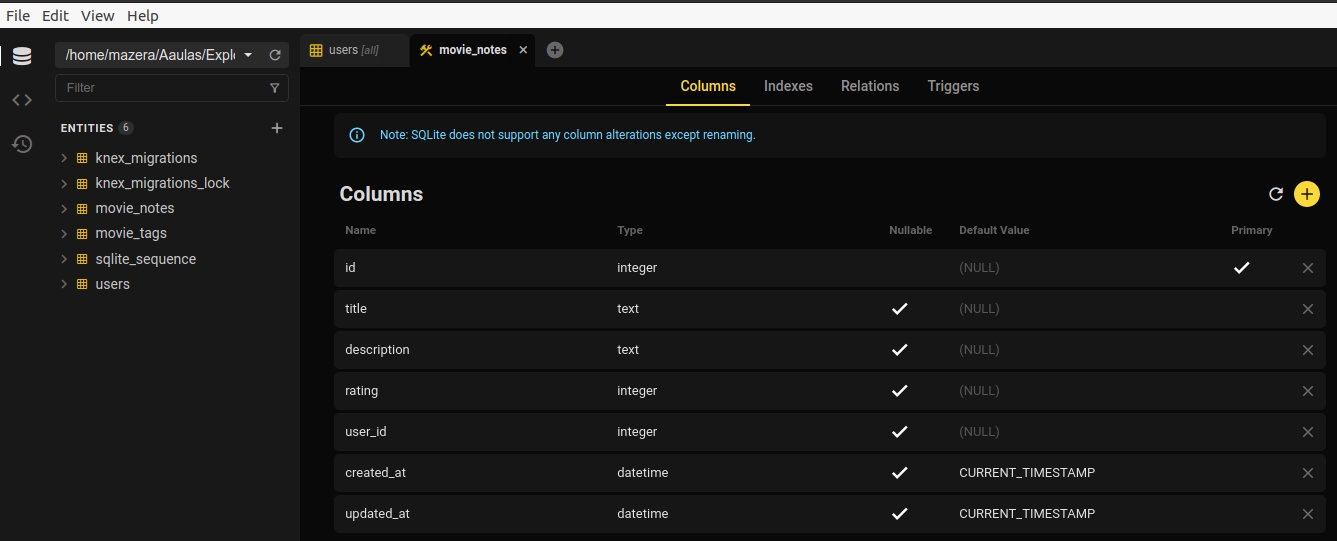 File Edit View Help
/home/mazera/Aaulas/Explo
Filter
ENTITIES 6
knex_migrations
knex_migrations_lock
movie_notes
movie_tags
sqlite_sequence
users
users [all] movie_notes
Columns Indexes Relations Triggers
Note: SQLite does not support any column alterations except renaming.
Columns
Name Type Nullable Default Value Primary
id integer (NULL)
title text (NULL)
description text (NULL)
rating integer (NULL)
user_id integer (NULL)
created_at datetime CURRENT_TIMESTAMP
updated_at datetime CURRENT_TIMESTAMP